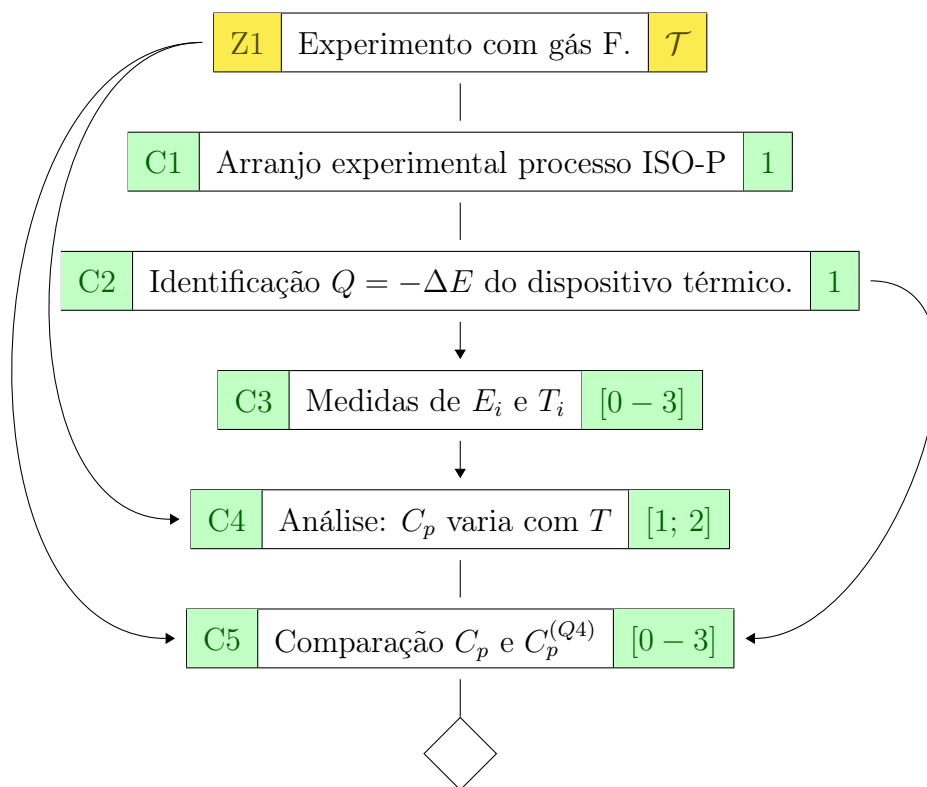 Z1 Experimento com gás F. 𝒯
C1 Arranjo experimental processo ISO-P 1
C2 Identificação Q = −ΔE do dispositivo térmico. 1
C3 Medidas de E_i e T_i [0 − 3]
C4 Análise: C_p varia com T [1; 2]
C5 Comparação C_p e C_p^(Q4) [0 − 3]